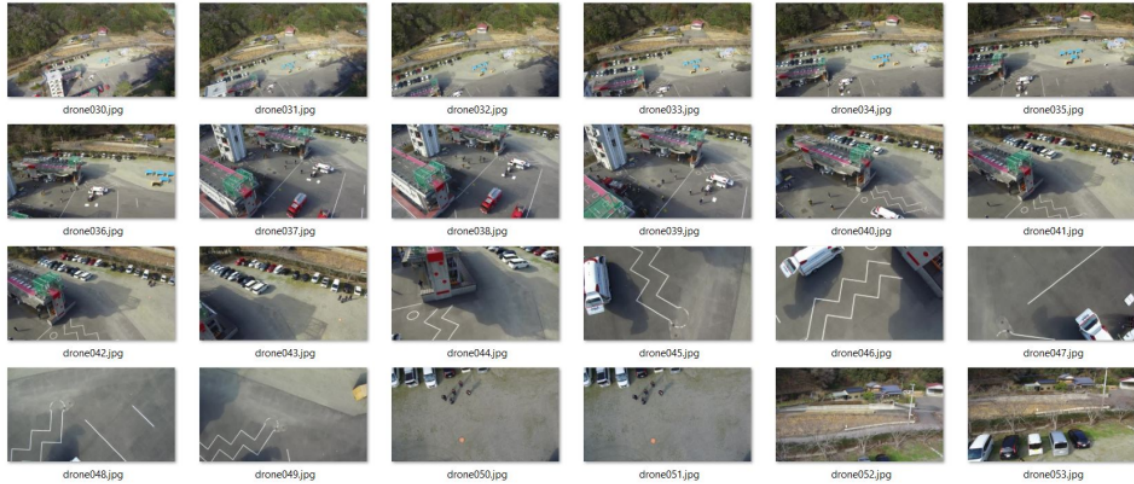 drone030.jpg drone031.jpg drone032.jpg drone033.jpg drone034.jpg drone035.jpg
drone036.jpg drone037.jpg drone038.jpg drone039.jpg drone040.jpg drone041.jpg
drone042.jpg drone043.jpg drone044.jpg drone045.jpg drone046.jpg drone047.jpg
drone048.jpg drone049.jpg drone050.jpg drone051.jpg drone052.jpg drone053.jpg